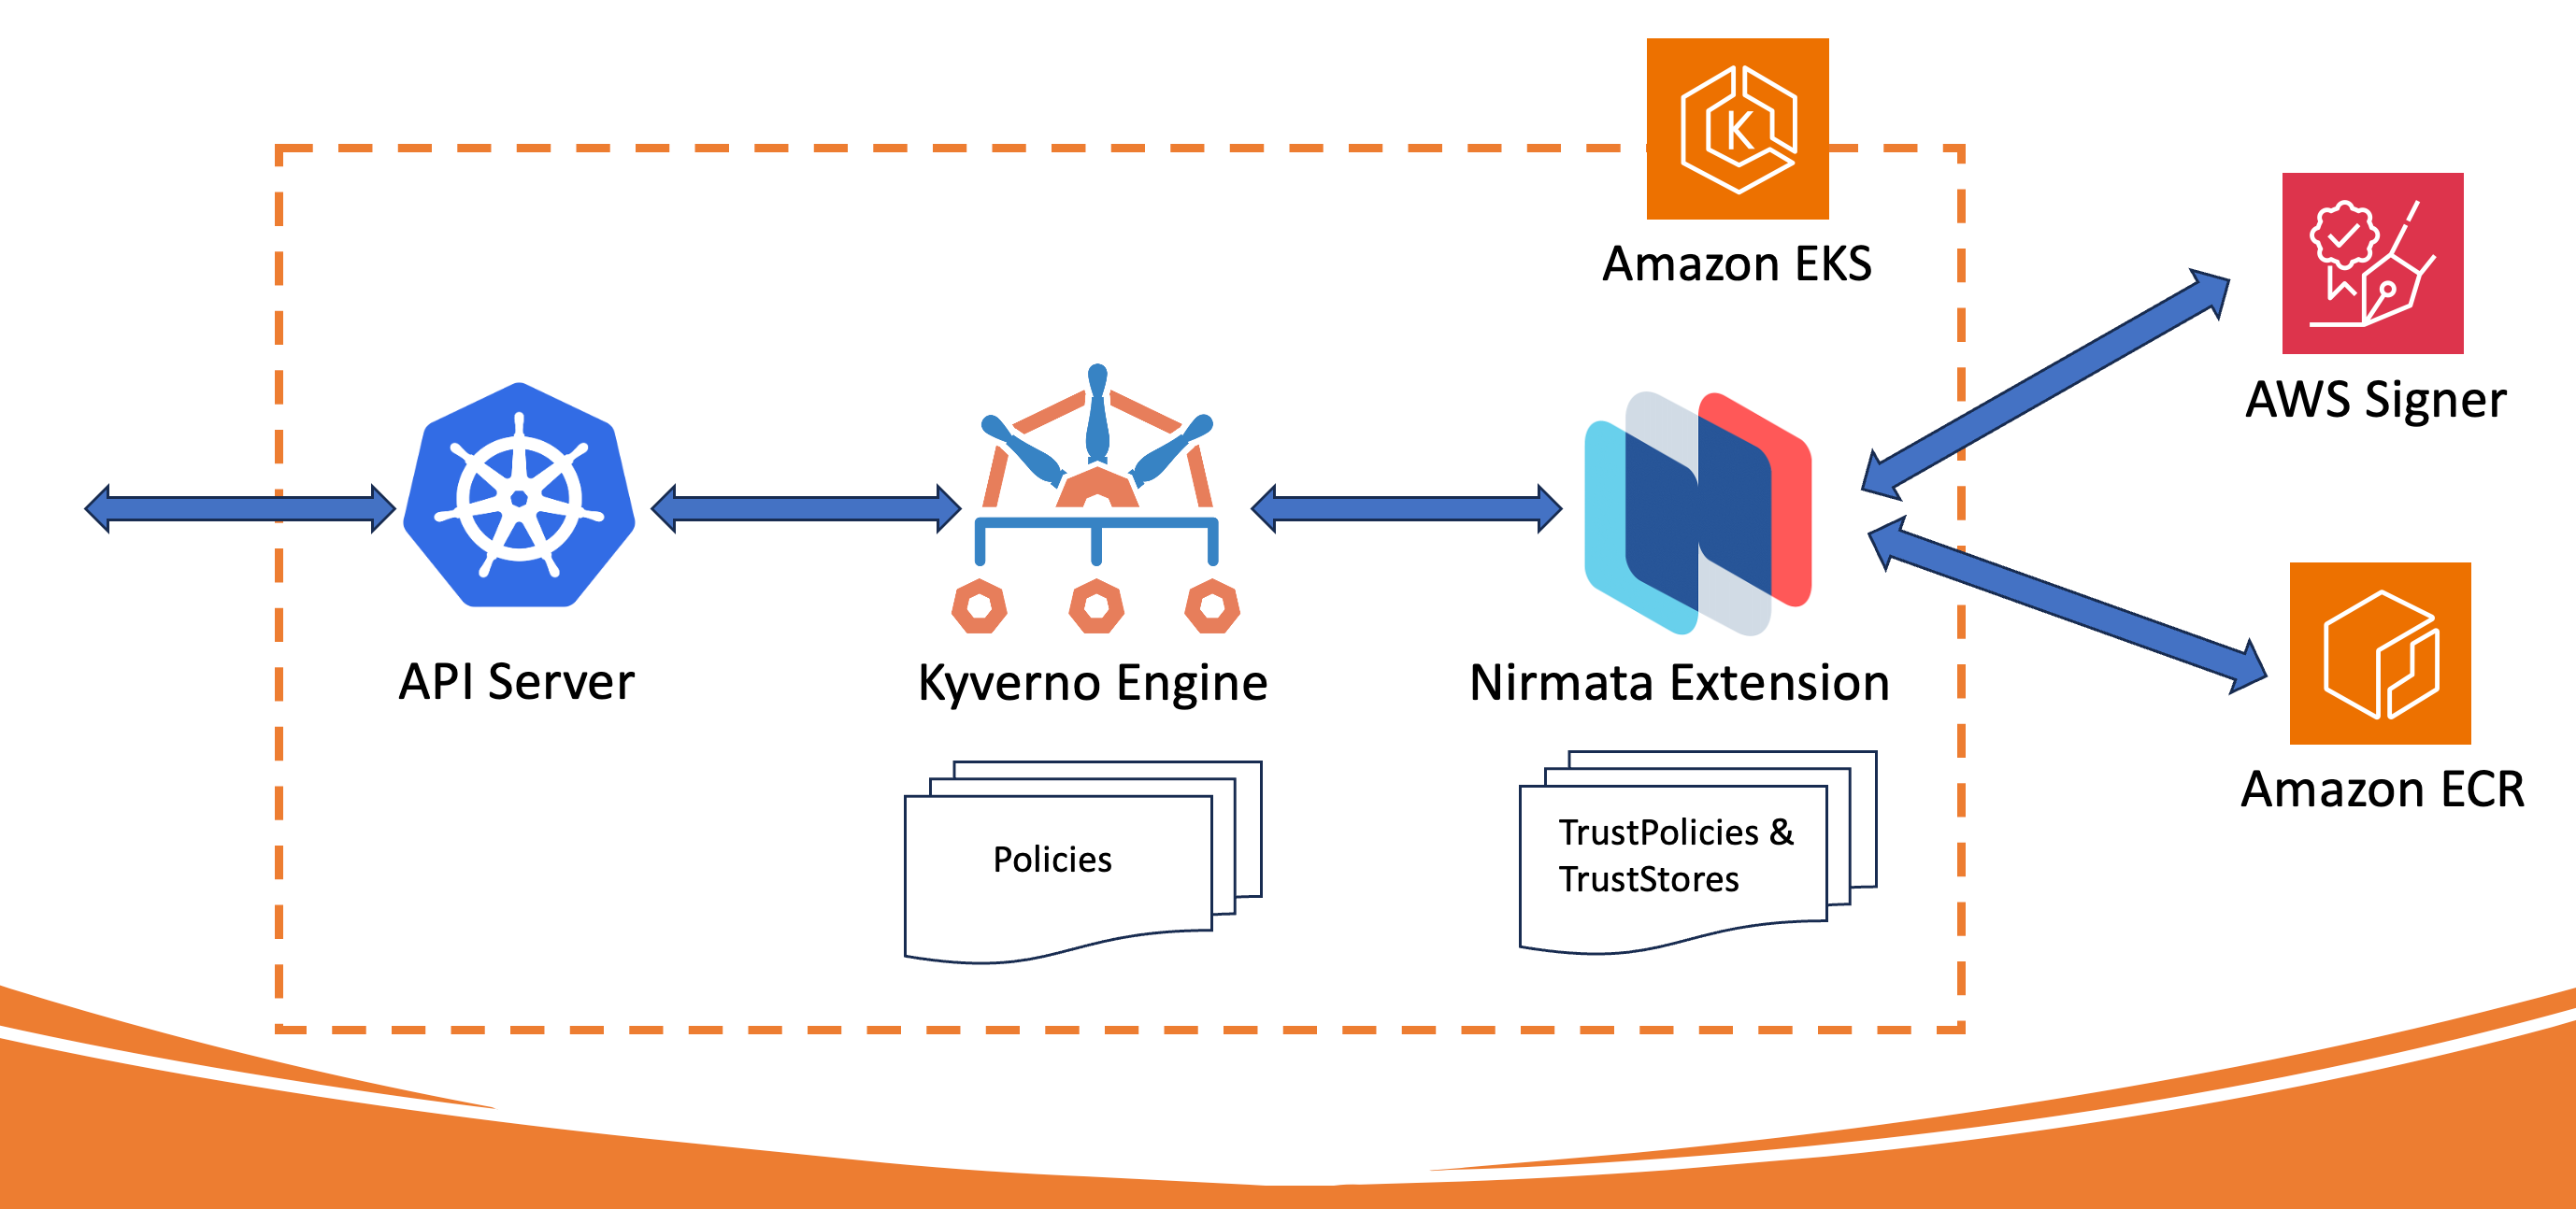 K
Amazon EKS
AWS Signer
API Server
Kyverno Engine
Nirmata Extension
Amazon ECR
Policies
TrustPolicies &
TrustStores